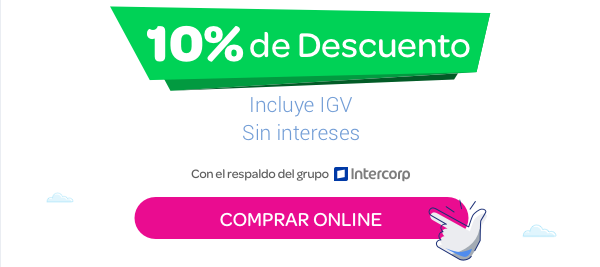 10% de Descuento
Incluye IGV
Sin intereses
Con el respaldo del grupo Intercorp
COMPRAR ONLINE